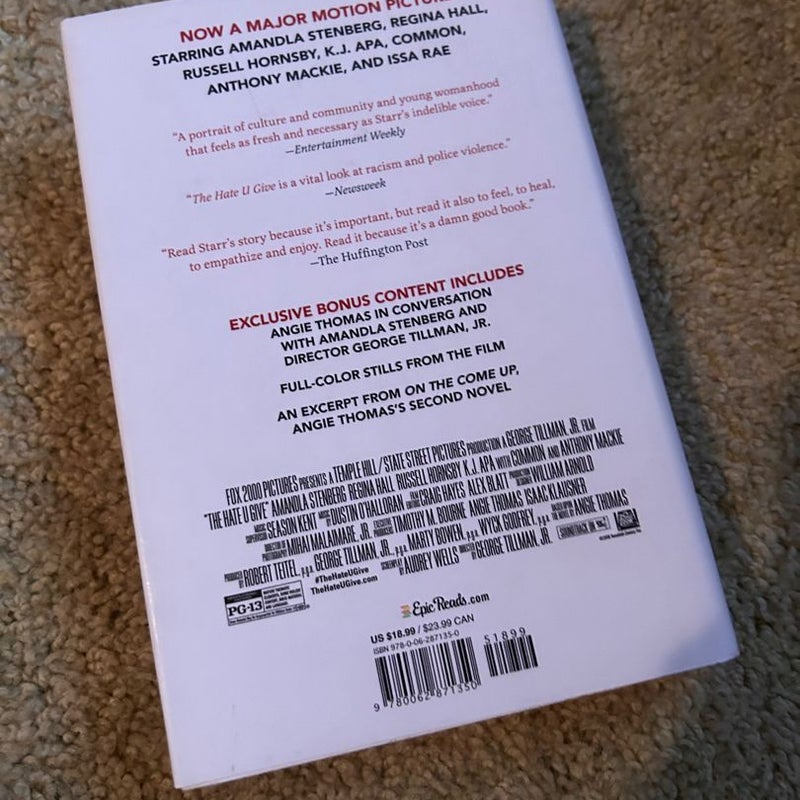 NOW A MAJOR MOTION PICTURE
STARRING AMANDLA STENBERG, REGINA HALL,
RUSSELL HORNSBY, K.J. APA, COMMON,
ANTHONY MACKIE, AND ISSA RAE
“A portrait of culture and community and young womanhood
that feels as fresh and necessary as Starr’s indelible voice.”
—Entertainment Weekly
“The Hate U Give is a vital look at racism and police violence.”
—Newsweek
“Read Starr’s story because it’s important, but read it also to feel, to heal,
to empathize and enjoy. Read it because it’s a damn good book.”
—The Huffington Post
EXCLUSIVE BONUS CONTENT INCLUDES
ANGIE THOMAS IN CONVERSATION
WITH AMANDLA STENBERG AND
DIRECTOR GEORGE TILLMAN, JR.
FULL-COLOR STILLS FROM THE FILM
AN EXCERPT FROM ON THE COME UP,
ANGIE THOMAS’S SECOND NOVEL
FOX 2000 PICTURES PRESENTS A TEMPLE HILL / STATE STREET PICTURES PRODUCTION A GEORGE TILLMAN, JR. FILM
“THE HATE U GIVE” AMANDLA STENBERG REGINA HALL RUSSELL HORNSBY K.J. APA WITH COMMON AND ANTHONY MACKIE
SEASON KENT DUSTIN O’HALLORAN CRAIG HAYES ALEX BLATT WILLIAM ARNOLD
MIHAI MALAIMARE, JR. TIMOTHY M. BOURNE ANGIE THOMAS ISAAC KLAUSNER
PRODUCED BY ROBERT TEITEL, p.g.a. GEORGE TILLMAN, JR., p.g.a. MARTY BOWEN, p.g.a. WYCK GODFREY, p.g.a. ANGIE THOMAS
#TheHateUGive
TheHateUGive.com
AUDREY WELLS GEORGE TILLMAN, JR.
SOUNDTRACK ON
PG-13
EpicReads.com
US $18.99 / $23.99 CAN
ISBN 978-0-06-287135-0
51899
9 780062 871350